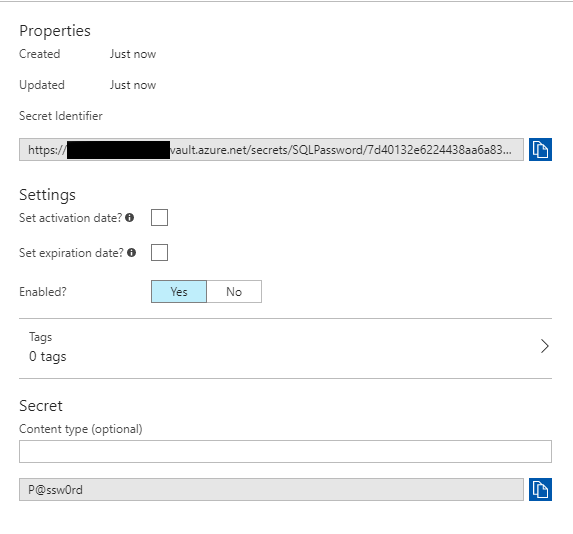 Properties
Created Just now
Updated Just now
Secret Identifier
https:// vault.azure.net/secrets/SQLPassword/7d40132e6224438aa6a83...
Settings
Set activation date?
Set expiration date?
Enabled? Yes No
Tags
0 tags
Secret
Content type (optional)
P@ssw0rd